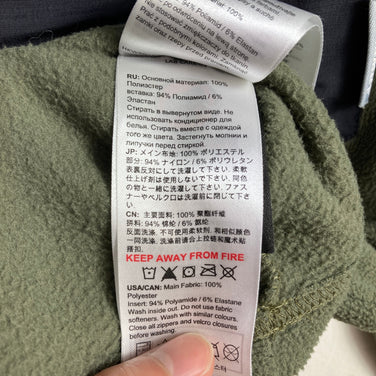 94% Polyamid / 6% Elastan
LAB
RU: Основной материал: 100%
Полиэстер
вставка: 94% Полиамид / 6%
Эластан
Стирать в вывернутом виде. Не
использовать кондиционер для
белья. Стирать вместе с одеждой
того же цвета. Застегнуть молнии и
липучки перед стиркой.
JP: メイン布地: 100% ポリエステル
部分: 94% ナイロン / 6% ポリウレタン
表裏反対にして洗濯して下さい。柔軟
仕上げ剤は使用しないで下さい。同色
の物と一緒に洗濯して下さい。ファス
ナーやベルクロは洗濯前に閉めて下
さい。
CN: 主要面料: 100% 聚酯纤维
拼料: 94% 锦纶 / 6% 氨纶
反面洗涤, 不可使用柔软剂, 和相似颜色
一同洗涤, 洗涤前请合上拉链和魔术贴
搭扣。
KEEP AWAY FROM FIRE
USA/CAN: Main Fabric: 100%
Polyester
Insert: 94% Polyamide / 6% Elastane
Wash inside out. Do not use fabric
softeners. Wash with similar colours.
Close all zippers and velcro closures
before washing.